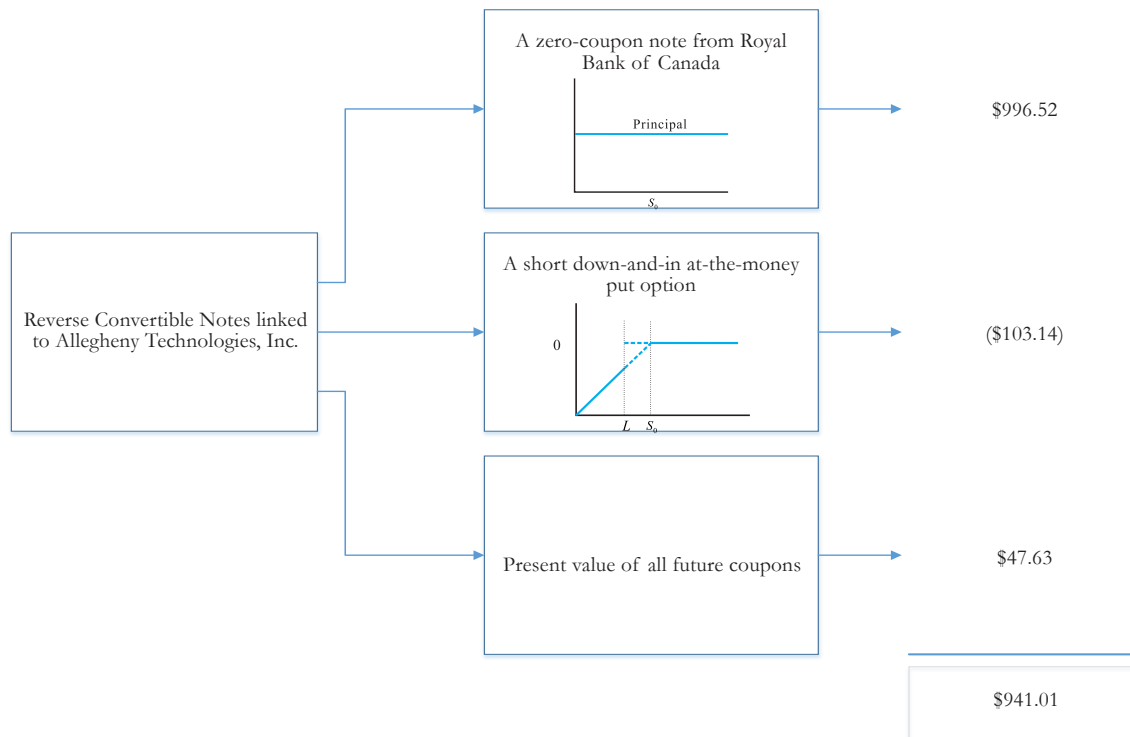 A zero-coupon note from Royal
Bank of Canada
Principal
S₀
$996.52
Reverse Convertible Notes linked
to Allegheny Technologies, Inc.
A short down-and-in at-the-money
put option
0
L S₀
($103.14)
Present value of all future coupons
$47.63
$941.01